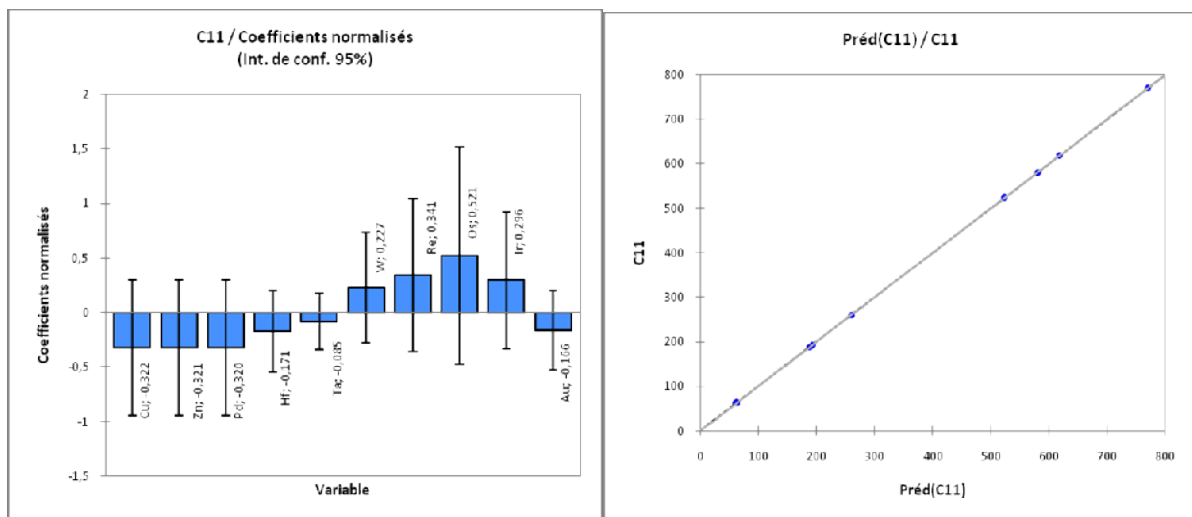 C11 / Coefficients normalisés
(Int. de conf. 95%)
2
1,5
1
0,5
0
-0,5
-1
-1,5
Coefficients normalisés
Cu; -0,322
Zn; -0,321
Pd; -0,320
Hf; -0,171
Ta; -0,085
W; 0,227
Re; 0,341
Os; 0,521
Ir; 0,296
Au; -0,166
Variable
Préd(C11) / C11
800
700
600
500
400
300
200
100
0
C11
0 100 200 300 400 500 600 700 800
Préd(C11)